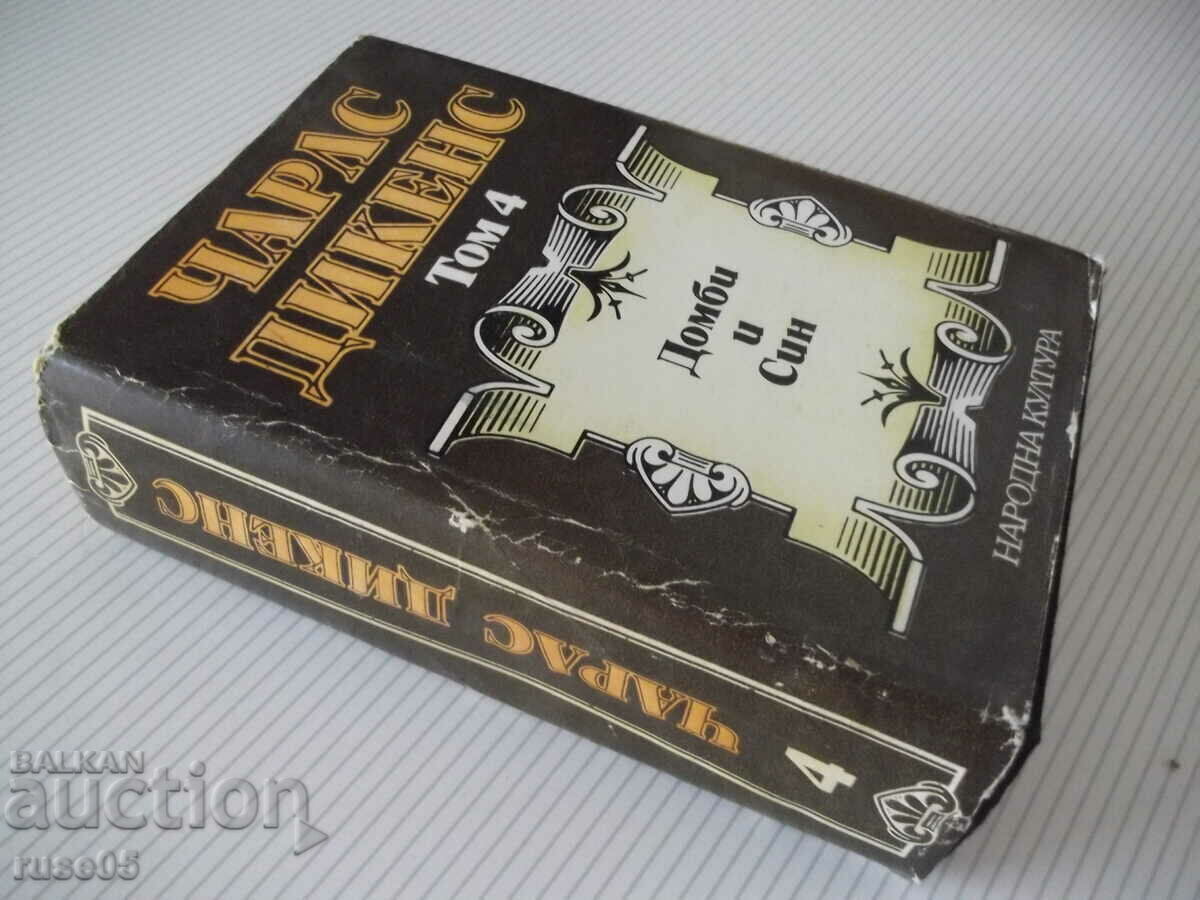 ЧАРЛС
ДИКЕНС
Том 4
Домби
и
Син
НАРОДНА КУЛТУРА
ЧАРЛС ДИКЕНС
4
BALKAN
auction
ruse05